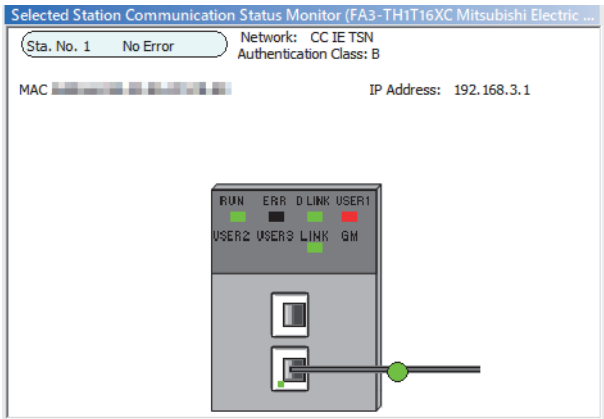 Selected Station Communication Status Monitor (FA3-TH1T16XC Mitsubishi Electric ...
Sta. No. 1 No Error
Network: CC IE TSN
Authentication Class: B
MAC
IP Address: 192.168.3.1
RUN ERR D LINK USER1
USER2 USER3 LINK GM